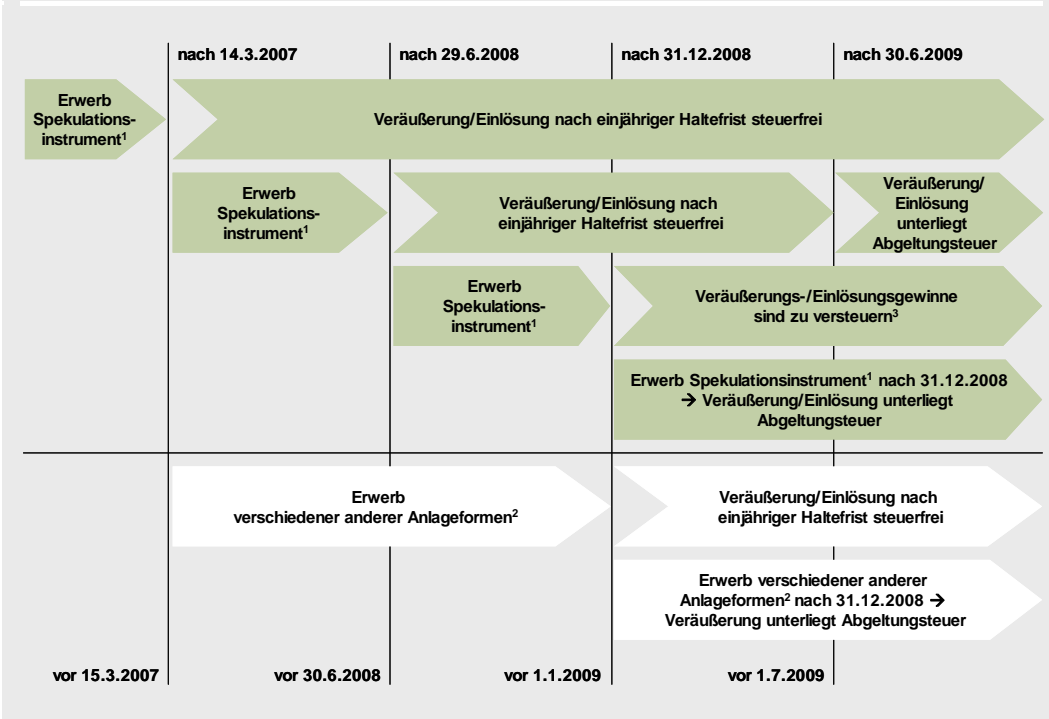 nach 14.3.2007
nach 29.6.2008
nach 31.12.2008
nach 30.6.2009
Erwerb
Spekulations-
instrument¹
Veräußerung/Einlösung nach einjähriger Haltefrist steuerfrei
Erwerb
Spekulations-
instrument¹
Veräußerung/Einlösung nach
einjähriger Haltefrist steuerfrei
Veräußerung/
Einlösung
unterliegt
Abgeltungsteuer
Erwerb
Spekulations-
instrument¹
Veräußerungs-/Einlösungsgewinne
sind zu versteuern³
Erwerb Spekulationsinstrument¹ nach 31.12.2008
→ Veräußerung/Einlösung unterliegt
Abgeltungsteuer
Erwerb
verschiedener anderer Anlageformen²
Veräußerung/Einlösung nach
einjähriger Haltefrist steuerfrei
Erwerb verschiedener anderer
Anlageformen² nach 31.12.2008 →
Veräußerung unterliegt Abgeltungsteuer
vor 15.3.2007
vor 30.6.2008
vor 1.1.2009
vor 1.7.2009